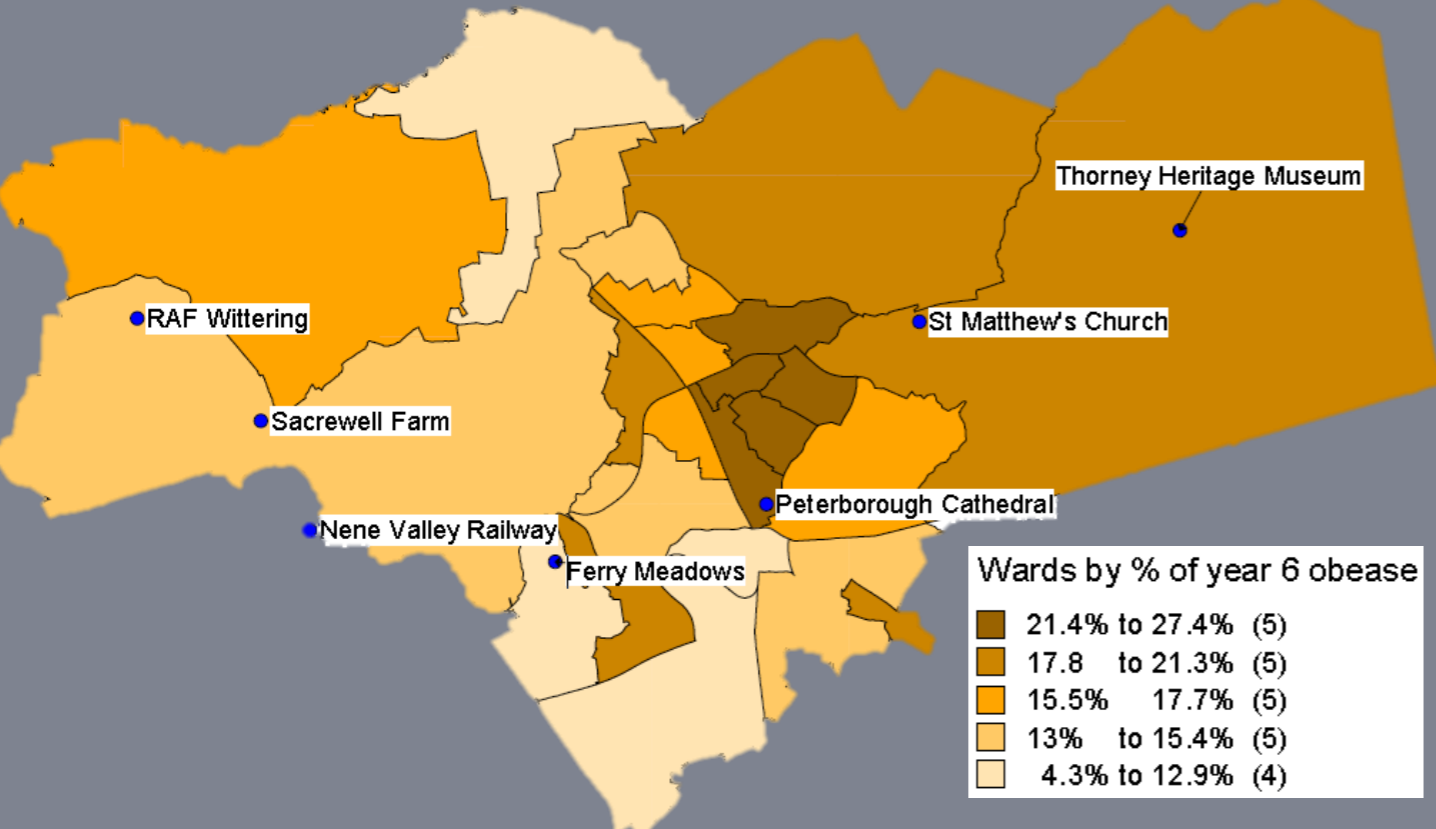 Thorney Heritage Museum
RAF Wittering
St Matthew's Church
Sacrewell Farm
Peterborough Cathedral
Nene Valley Railway
Ferry Meadows
Wards by % of year 6 obease
21.4% to 27.4% (5)
17.8 to 21.3% (5)
15.5% 17.7% (5)
13% to 15.4% (5)
4.3% to 12.9% (4)